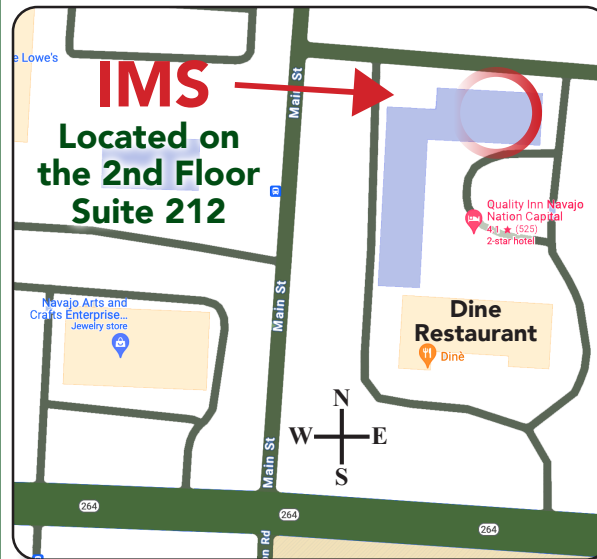 e Lowe's
IMS
Located on
the 2nd Floor
Suite 212
Main St
Quality Inn Navajo
Nation Capital
4.1 ★ (525)
2-star hotel
Main St
Navajo Arts and
Crafts Enterprise...
Jewelry store
Dine
Restaurant
Dinè
N
W E
S
Main St
264
264
264
on Rd